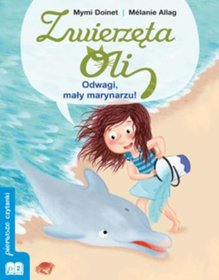 Mymi Doinet / Mélanie Allag
Zwierzęta
Oli
Odwagi,
mały marynarzu!
pierwsze czytanki